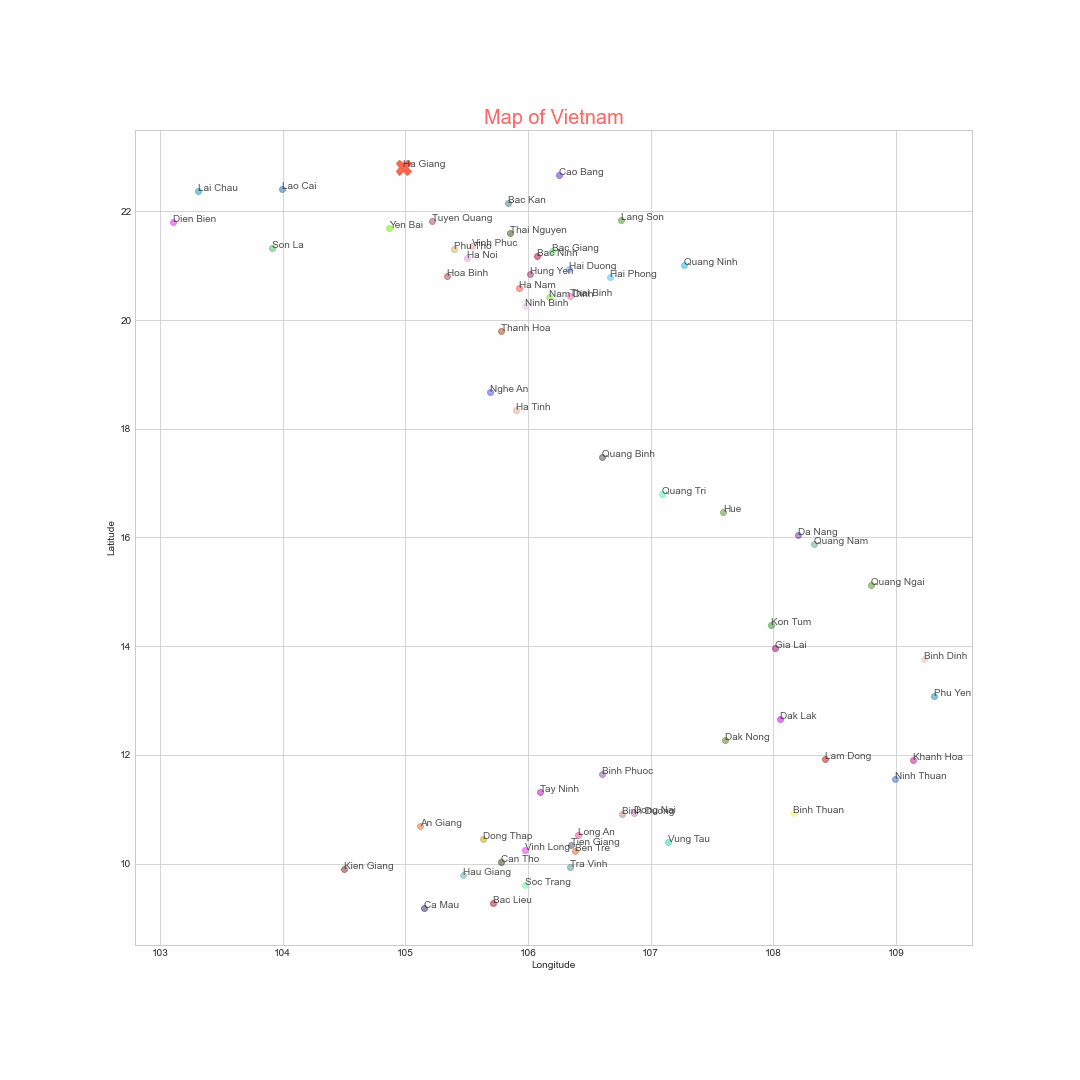 Map of Vietnam
Ha Giang
Cao Bang
Lai Chau
Lao Cai
Bac Kan
Dien Bien
Tuyen Quang
Lang Son
22
Yen Bai
Thai Nguyen
Son La
Phu Tho
Vinh Phuc
Bac Giang
Bac Ninh
Ha Noi
Quang Ninh
Hai Duong
Hoa Binh
Hung Yen
Hai Phong
Ha Nam
Nam Dinh
Thai Binh
Ninh Binh
20
Thanh Hoa
Nghe An
Ha Tinh
18
Quang Binh
Quang Tri
Hue
16
Da Nang
Quang Nam
Latitude
Quang Ngai
Kon Tum
14
Gia Lai
Binh Dinh
Phu Yen
Dak Lak
Dak Nong
12
Lam Dong
Khanh Hoa
Binh Phuoc
Ninh Thuan
Tay Ninh
Binh Duong
Dong Nai
Binh Thuan
An Giang
Dong Thap
Long An
Vung Tau
Tien Giang
Vinh Long
Ben Tre
10
Can Tho
Kien Giang
Tra Vinh
Hau Giang
Soc Trang
Bac Lieu
Ca Mau
103 104 105 106 107 108 109
Longitude